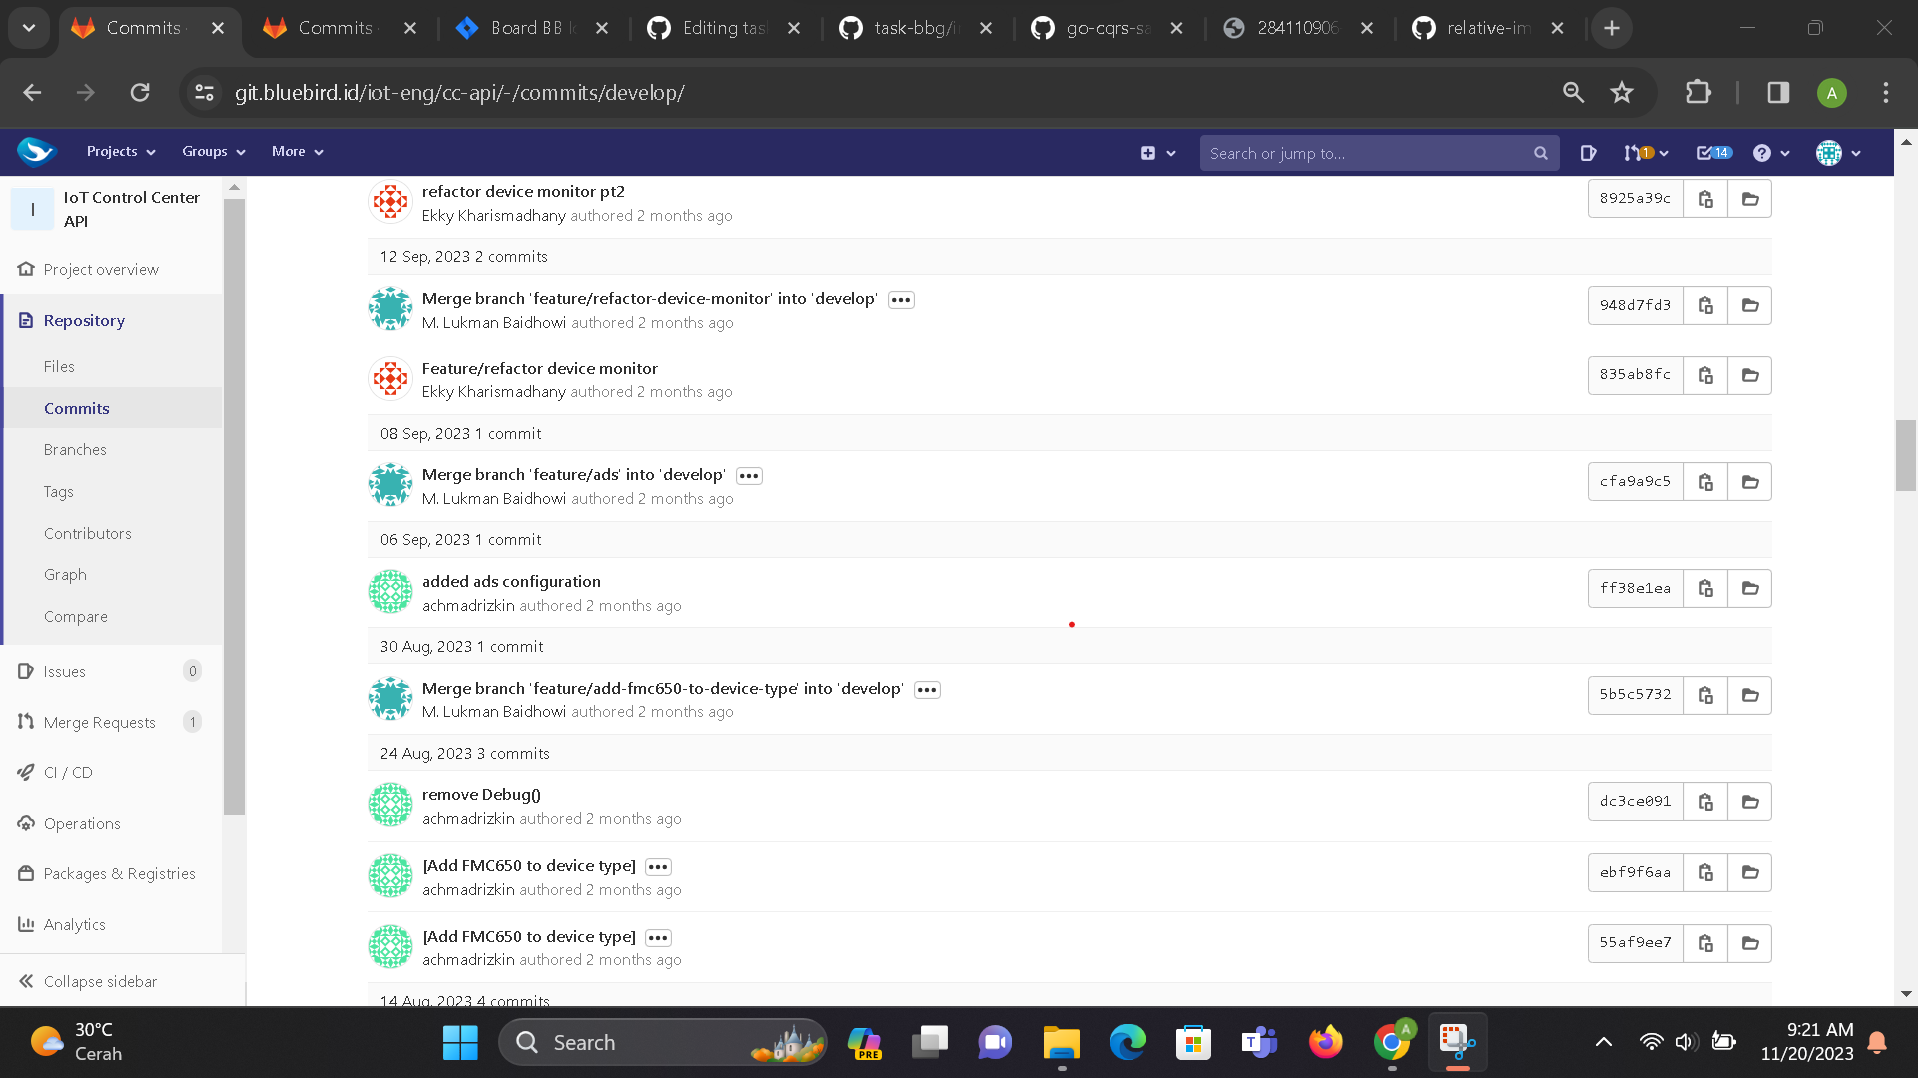 Commits
Commits
Board BB
Editing tas
task-bbg/i
go-cqrs-sa
284110906
relative-im
git.bluebird.id/iot-eng/cc-api/-/commits/develop/
A
Projects
Groups
More
Search or jump to...
1
14
I
IoT Control Center
API
Project overview
Repository
Files
Commits
Branches
Tags
Contributors
Graph
Compare
Issues
0
Merge Requests
1
CI / CD
Operations
Packages & Registries
Analytics
Collapse sidebar
refactor device monitor pt2
Ekky Kharismadhany authored 2 months ago
8925a39c
12 Sep, 2023 2 commits
Merge branch 'feature/refactor-device-monitor' into 'develop'
M. Lukman Baidhowi authored 2 months ago
948d7fd3
Feature/refactor device monitor
Ekky Kharismadhany authored 2 months ago
835ab8fc
08 Sep, 2023 1 commit
Merge branch 'feature/ads' into 'develop'
M. Lukman Baidhowi authored 2 months ago
cfa9a9c5
06 Sep, 2023 1 commit
added ads configuration
achmadrizkin authored 2 months ago
ff38e1ea
30 Aug, 2023 1 commit
Merge branch 'feature/add-fmc650-to-device-type' into 'develop'
M. Lukman Baidhowi authored 2 months ago
5b5c5732
24 Aug, 2023 3 commits
remove Debug()
achmadrizkin authored 2 months ago
dc3ce091
[Add FMC650 to device type]
achmadrizkin authored 2 months ago
ebf9f6aa
[Add FMC650 to device type]
achmadrizkin authored 2 months ago
55af9ee7
14 Aug, 2023 4 commits
30°C
Cerah
Search
PRE
A
9:21 AM
11/20/2023